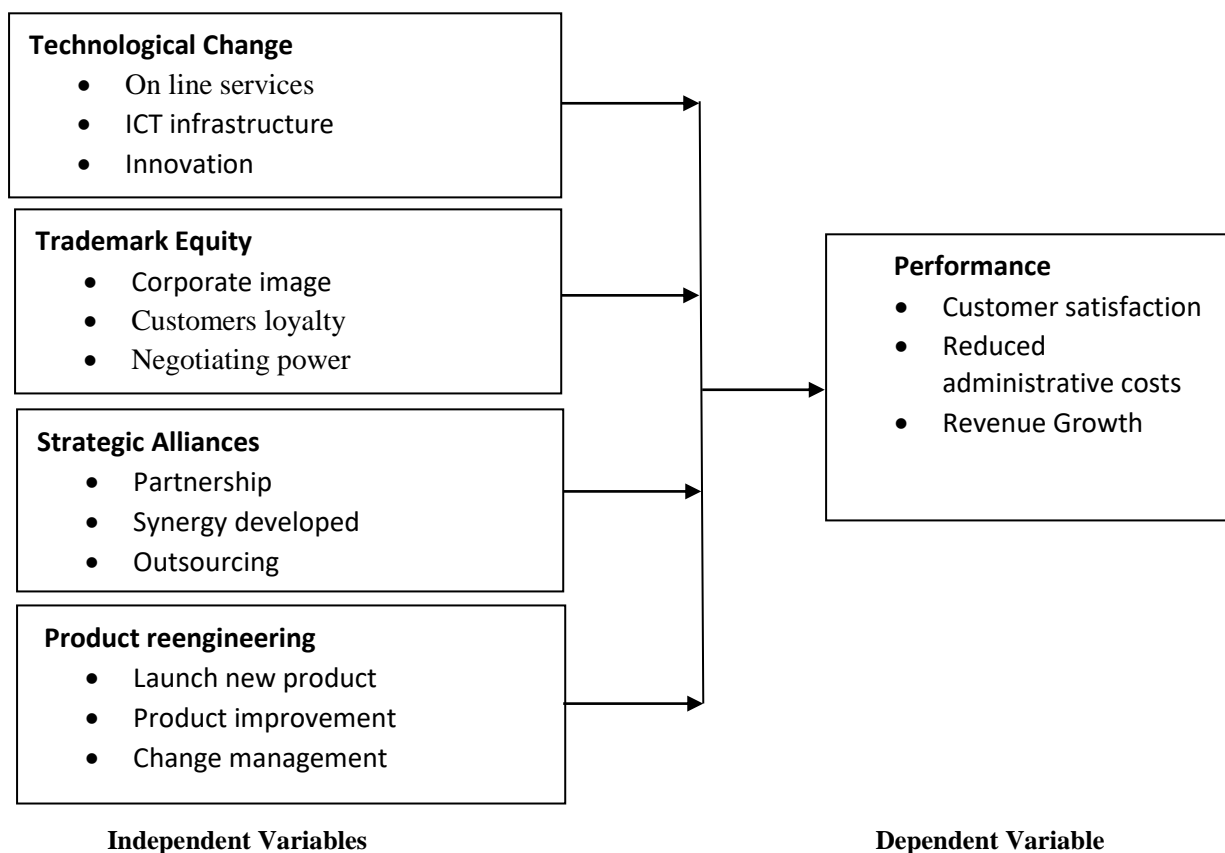 Technological Change
• On line services
• ICT infrastructure
• Innovation
Trademark Equity
• Corporate image
• Customers loyalty
• Negotiating power
Strategic Alliances
• Partnership
• Synergy developed
• Outsourcing
Product reengineering
• Launch new product
• Product improvement
• Change management
Independent Variables
Performance
• Customer satisfaction
• Reduced
administrative costs
• Revenue Growth
Dependent Variable